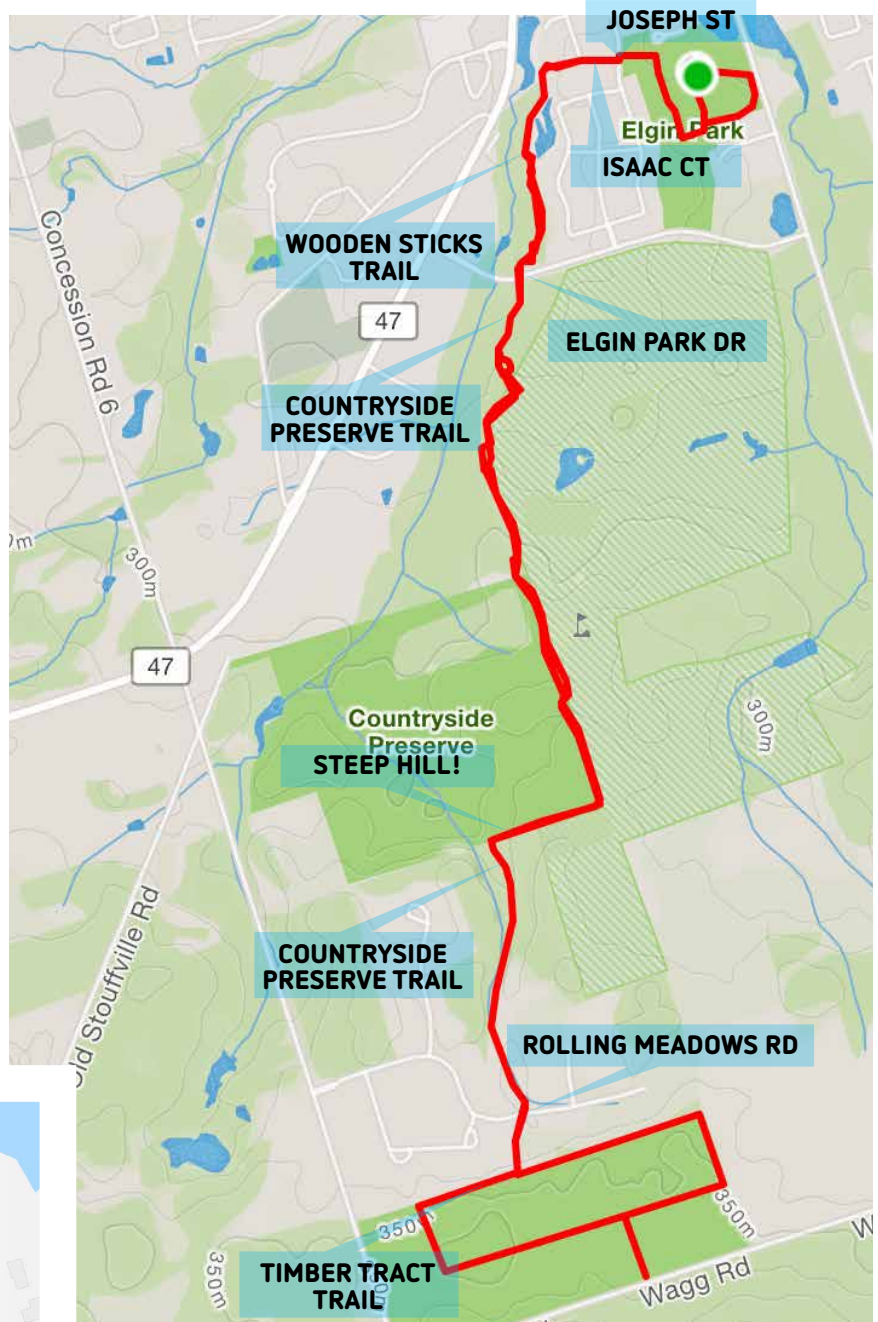 JOSEPH ST
Elgin Park
ISAAC CT
WOODEN STICKS
TRAIL
Concession Rd 6
47
ELGIN PARK DR
COUNTRYSIDE
PRESERVE TRAIL
300m
47
300m
Countryside
Preserve
STEEP HILL!
Old Stouffville Rd
COUNTRYSIDE
PRESERVE TRAIL
ROLLING MEADOWS RD
350m
350m
350m
TIMBER TRACT
TRAIL
Wagg Rd